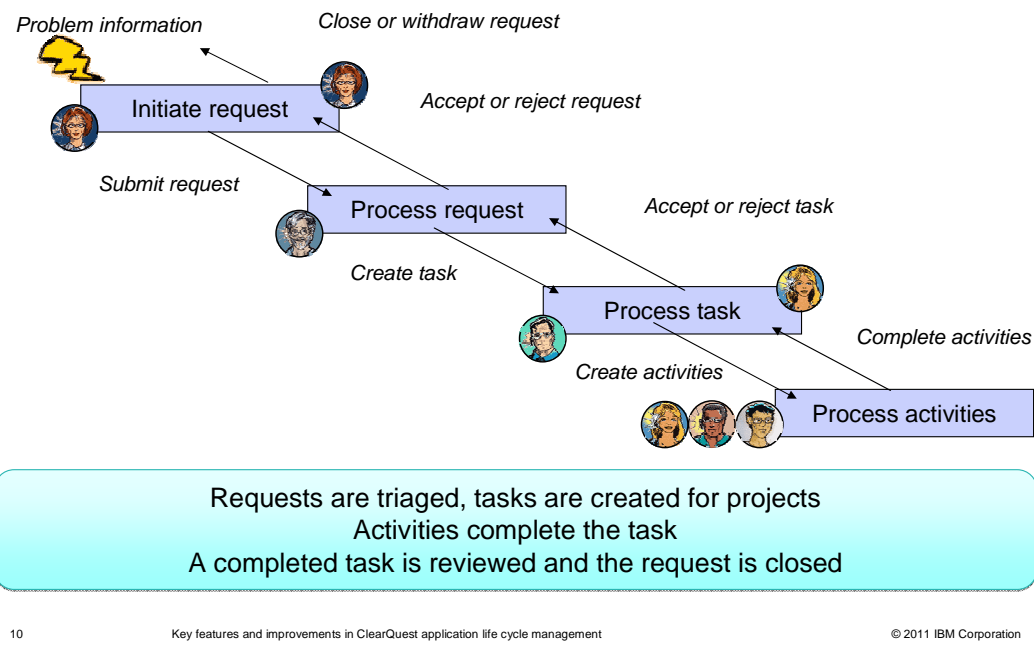 Problem information
Close or withdraw request
Initiate request
Accept or reject request
Submit request
Process request
Accept or reject task
Create task
Process task
Complete activities
Create activities
Process activities
Requests are triaged, tasks are created for projects
Activities complete the task
A completed task is reviewed and the request is closed
10
Key features and improvements in ClearQuest application life cycle management
© 2011 IBM Corporation